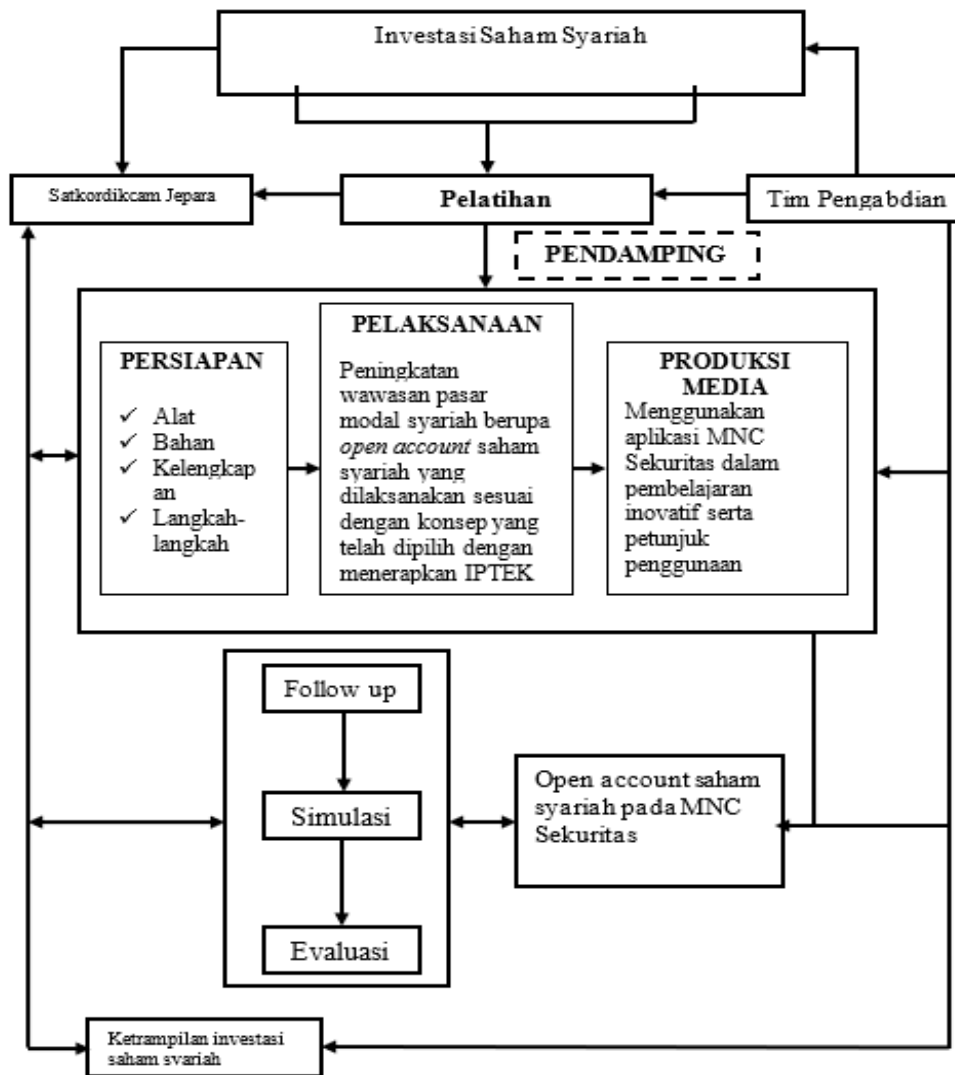 Investasi Saham Syariah
Satkordikcam Jepara
Pelatihan
Tim Pengabdian
PENDAMPING
PERSIAPAN
✓ Alat
✓ Bahan
✓ Kelengkap
an
✓ Langkah-
langkah
PELAKSANAAN
Peningkatan
wawasan pasar
modal syariah berupa
open account saham
syariah yang
dilaksanakan sesuai
dengan konsep yang
telah dipilih dengan
menerapkan IPTEK
PRODUKSI
MEDIA
Menggunakan
aplikasi MNC
Sekuritas dalam
pembelajaran
inovatif serta
petunjuk
penggunaan
Follow up
Simulasi
Evaluasi
Open account saham
syariah pada MNC
Sekuritas
Ketrampilan investasi
saham syariah